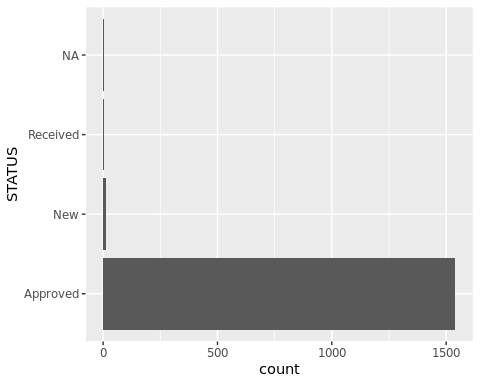 NA
Received
New
Approved
STATUS
0 500 1000 1500
count